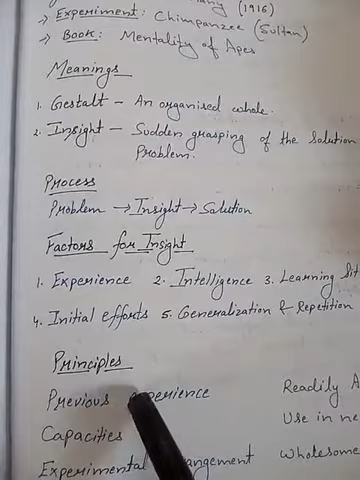 (1916)
→ Experiment: Chimpanzee (Sultan)
→ Book: Mentality of Apes
Meanings
1. Gestalt - An organised whole.
2. Insight - Sudden grasping of the Solution
Problem.
Process
Problem → Insight → Solution
Factors for Insight
1. Experience 2. Intelligence 3. Learning
4. Initial efforts 5. Generalization & Repetition
Principles
Previous Readily
Capacities Use in
Experimental wholesome